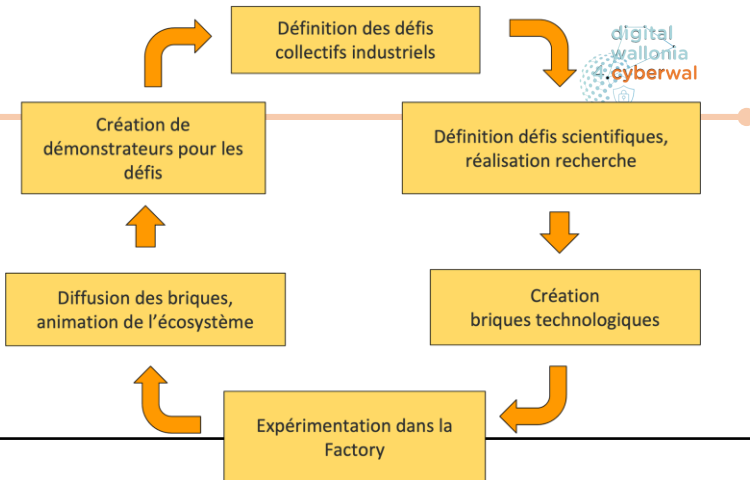 Définition des défis
collectifs industriels
digital
wallonia
4.cyberwal
Création de
démonstrateurs pour les
défis
Définition défis scientifiques,
réalisation recherche
Diffusion des briques,
animation de l’écosystème
Création
briques technologiques
Expérimentation dans la
Factory